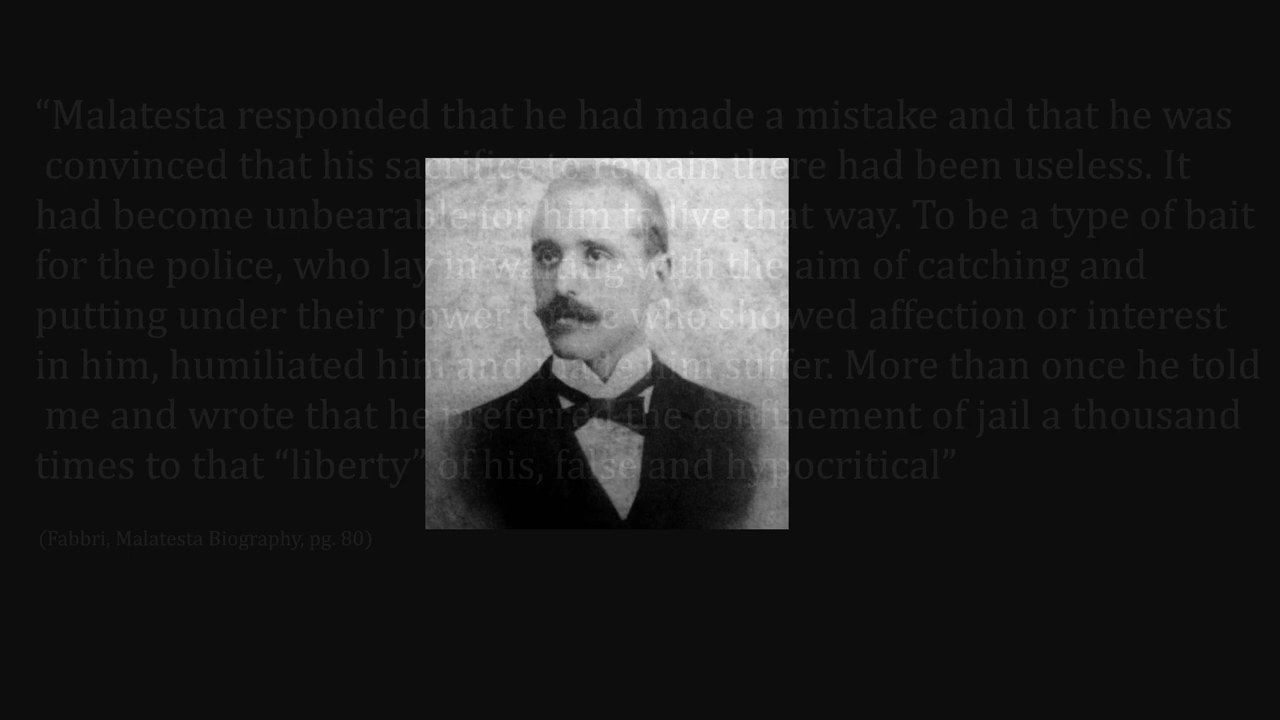 “Malatesta responded that he had made a mistake and that he was
convinced that his sacrifice to remain there had been useless. It
had become unbearable for him to live that way. To be a type of bait
for the police, who lay in waiting with the aim of catching and
putting under their power those who showed affection or interest
in him, humiliated him and made him suffer. More than once he told
me and wrote that he preferred the confinement of jail a thousand
times to that “liberty” of his, false and hypocritical”
(Fabbri, Malatesta Biography, pg. 80)